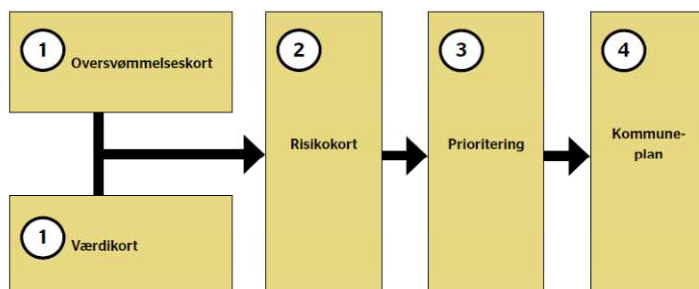 1
Oversvømmelseskort
1
Værdikort
2
Risikokort
3
Prioritering
4
Kommune-
plan